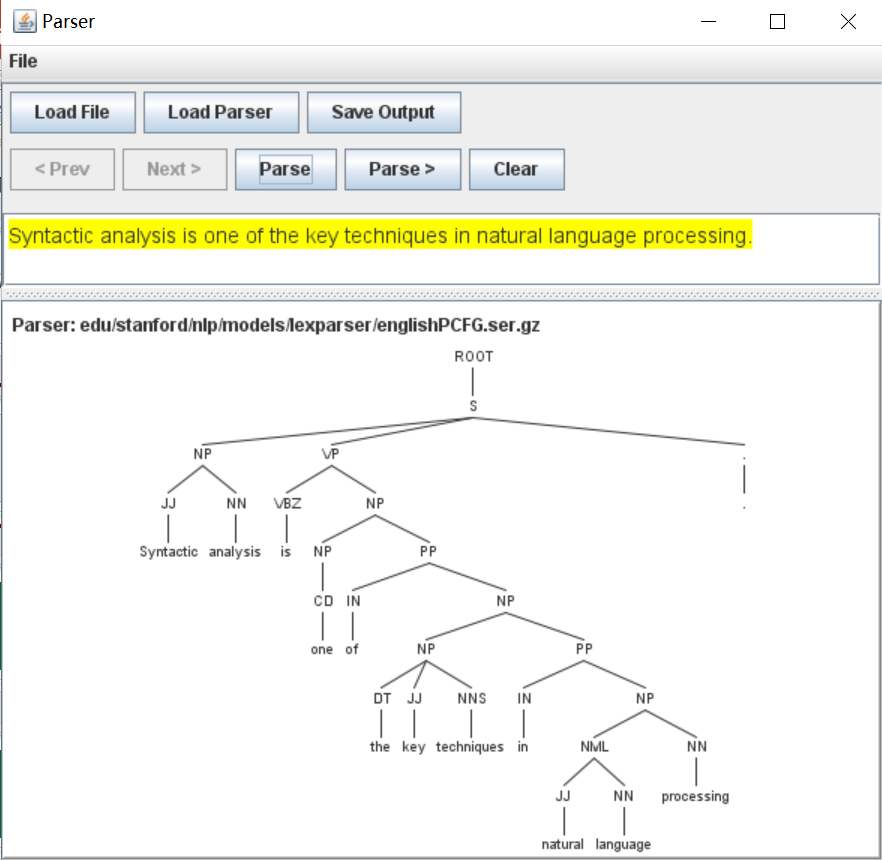 Parser
File
Load File Load Parser Save Output
< Prev Next > Parse Parse > Clear
Syntactic analysis is one of the key techniques in natural language processing.
Parser: edu/stanford/nlp/models/lexparser/englishPCFG.ser.gz
ROOT
S
NP VP .
JJ NN VBZ NP .
Syntactic analysis is NP PP
CD IN NP
one of NP PP
DT JJ NNS IN NP
the key techniques in NML NN
JJ NN processing
natural language